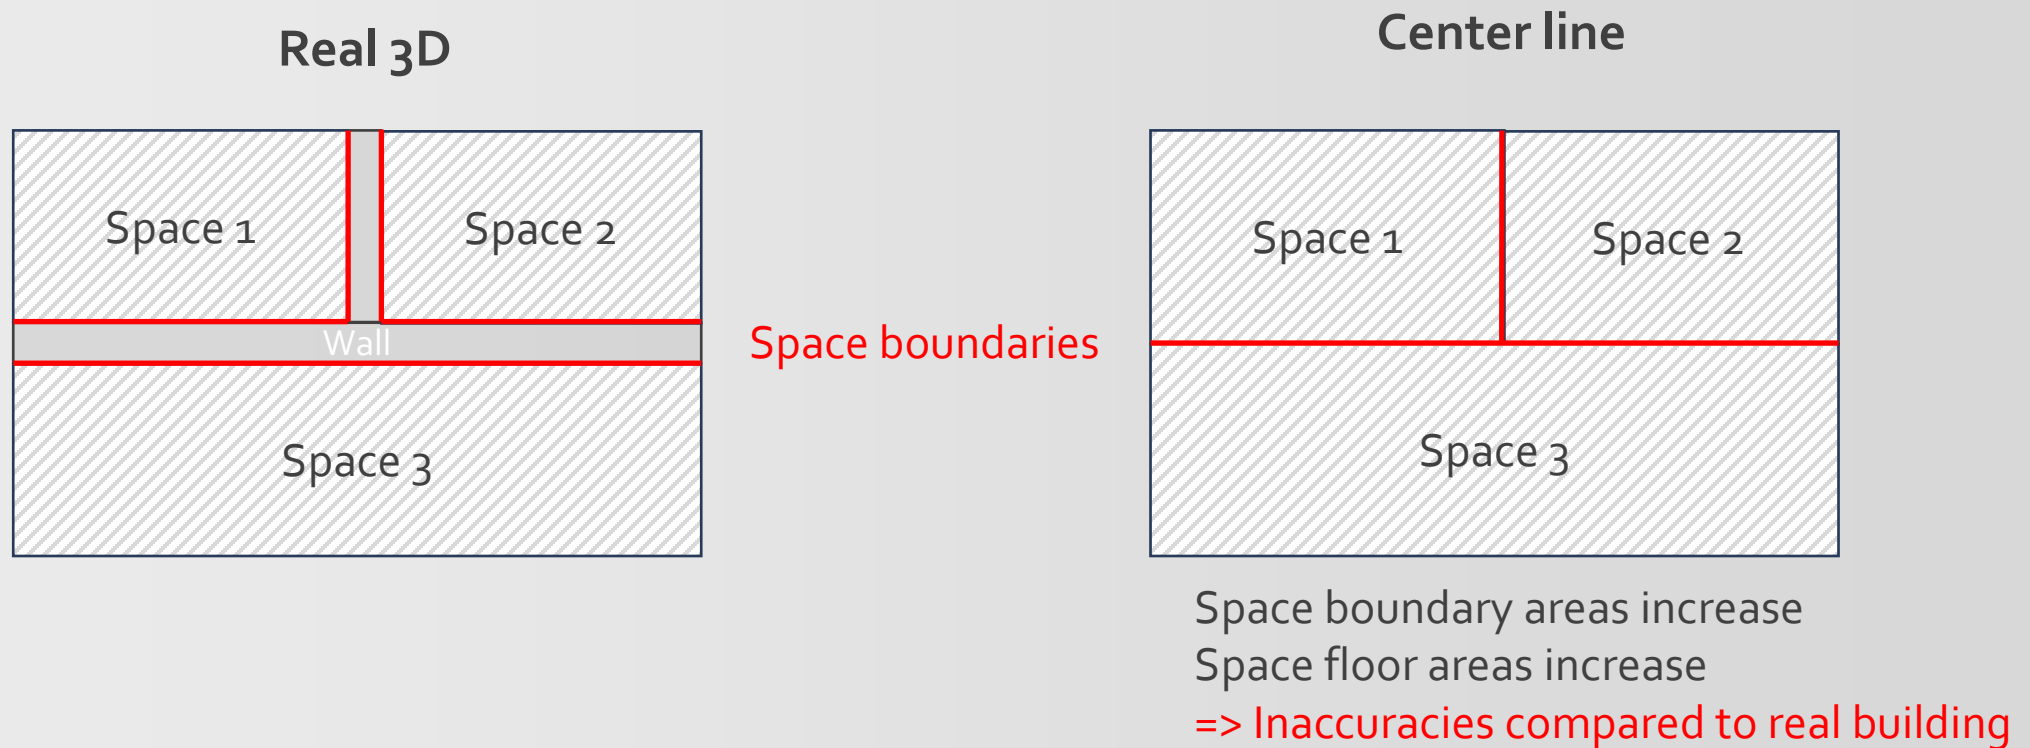 Real 3D
Center line
Space 1
Space 2
Wall
Space 3
Space boundaries
Space 1
Space 2
Space 3
Space boundary areas increase
Space floor areas increase
=> Inaccuracies compared to real building